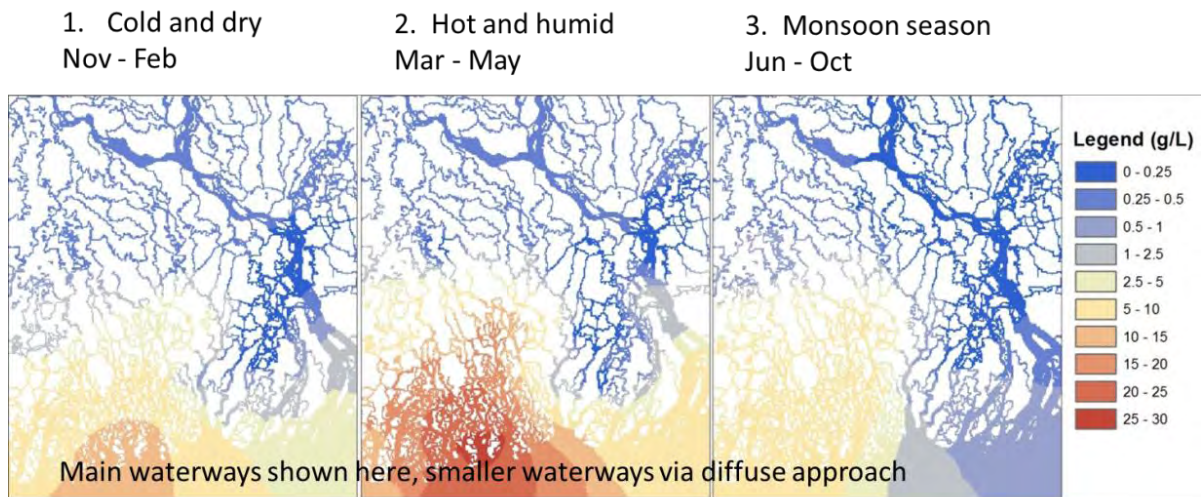 1. Cold and dry
Nov - Feb
2. Hot and humid
Mar - May
3. Monsoon season
Jun - Oct
Legend (g/L)
0 - 0.25
0.25 - 0.5
0.5 - 1
1 - 2.5
2.5 - 5
5 - 10
10 - 15
15 - 20
20 - 25
25 - 30
Main waterways shown here, smaller waterways via diffuse approach